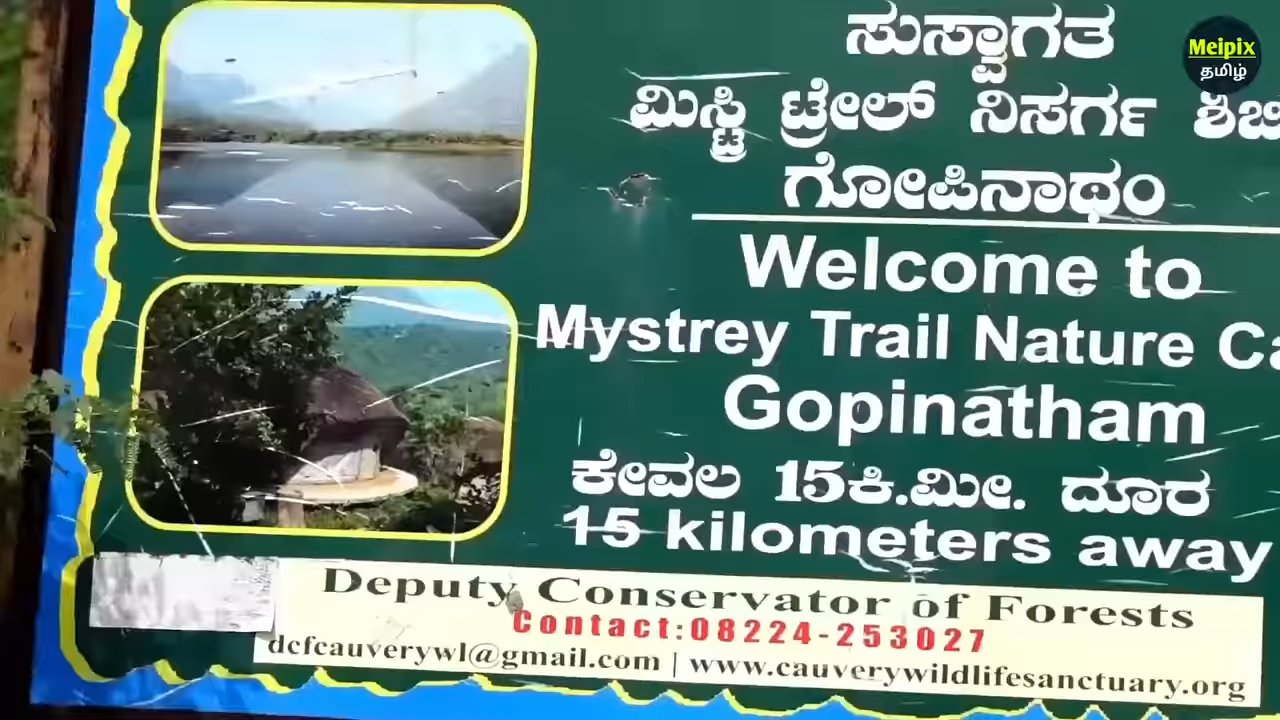 ಸುಸ್ವಾಗತ
ಮಿಸ್ಟ್ರಿ ಟ್ರೇಲ್ ನಿಸರ್ಗ
ಗೋಪಿನಾಥಂ
Welcome to
Mystrey Trail Nature
Gopinatham
ಕೇವಲ 15ಕಿ.ಮೀ. ದೂರ
15 kilometers away
Deputy Conservator of Forests
Contact:08224-253027
dcfcauverywl@gmail.com | www.cauverywildlifesanctuary.org
Meipix
தமிழ்